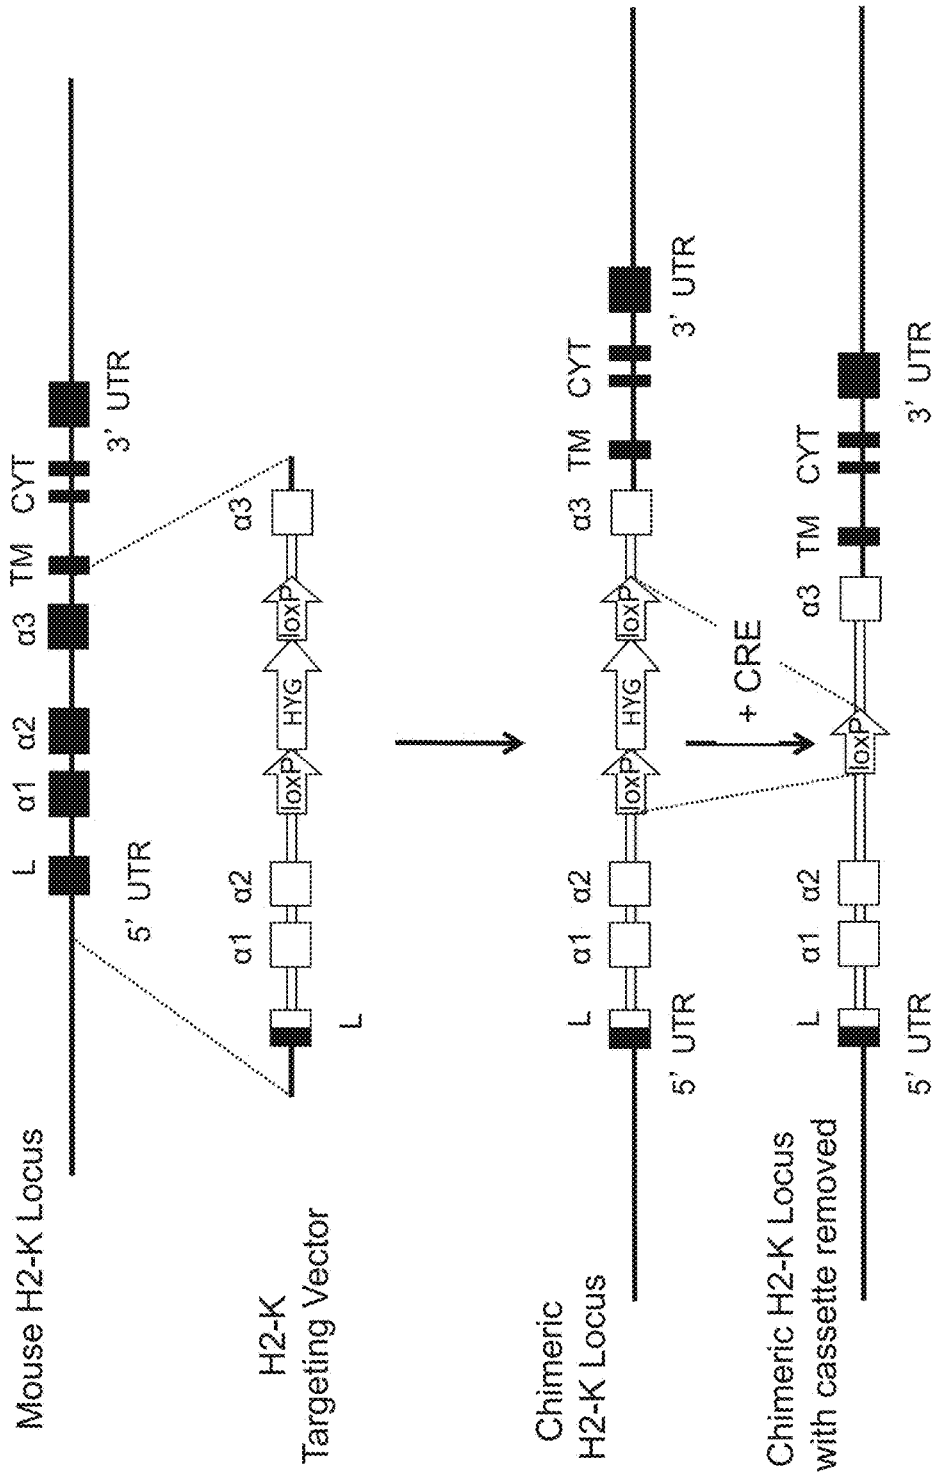 Mouse H2-K Locus
L α1 α2 α3 TM CYT
5' UTR
3' UTR
H2-K
Targeting Vector
L
α1 α2
loxP HYG loxP
α3
Chimeric
H2-K Locus
L α1 α2
loxP HYG loxP
α3 TM CYT
5' UTR
3' UTR
+ CRE
Chimeric H2-K Locus
with cassette removed
L α1 α2
loxP
α3 TM CYT
5' UTR
3' UTR